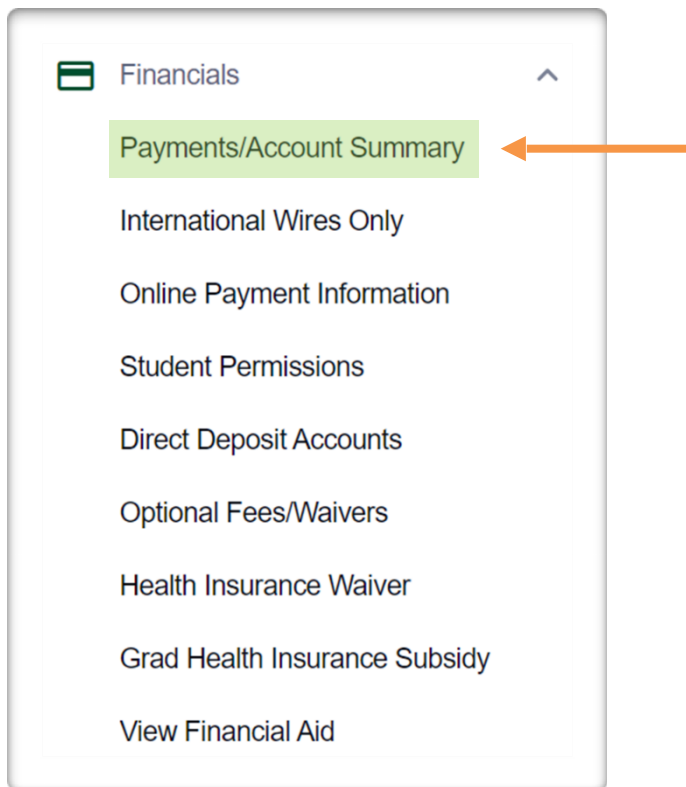 Financials
Payments/Account Summary
International Wires Only
Online Payment Information
Student Permissions
Direct Deposit Accounts
Optional Fees/Waivers
Health Insurance Waiver
Grad Health Insurance Subsidy
View Financial Aid